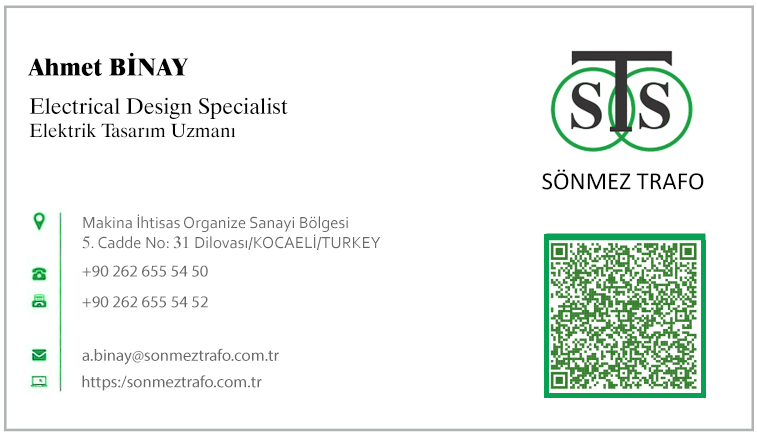 Ahmet BİNAY
Electrical Design Specialist
Elektrik Tasarım Uzmanı
STS
SÖNMEZ TRAFO
Makina İhtisas Organize Sanayi Bölgesi
5. Cadde No: 31 Dilovası/KOCAELİ/TURKEY
+90 262 655 54 50
+90 262 655 54 52
a.binay@sonmeztrafo.com.tr
https:/sonmeztrafo.com.tr